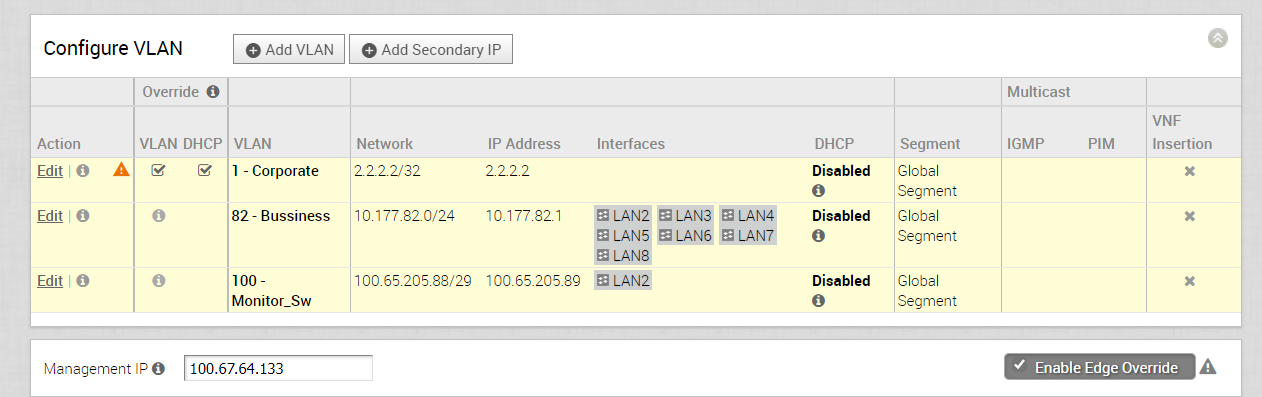 Configure VLAN Add VLAN Add Secondary IP
Override Multicast
Action VLAN DHCP VLAN Network IP Address Interfaces DHCP Segment IGMP PIM VNF Insertion
Edit | 1 - Corporate 2.2.2.2/32 2.2.2.2 Disabled Global Segment
Edit | 82 - Bussiness 10.177.82.0/24 10.177.82.1 LAN2 LAN3 LAN4 Disabled Global Segment
LAN5 LAN6 LAN7
LAN8
Edit | 100 - Monitor_Sw 100.65.205.88/29 100.65.205.89 LAN2 Disabled Global Segment
Management IP 100.67.64.133 Enable Edge Override